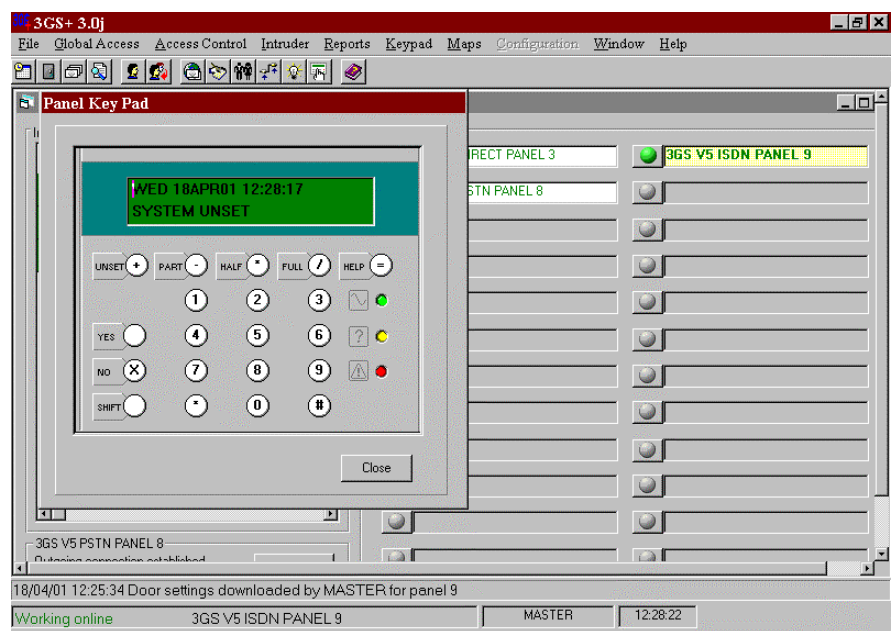 3GS+ 3.0j
File Global Access Access Control Intruder Reports Keypad Maps Configuration Window Help
Panel Key Pad
WED 18APR01 12:28:17
SYSTEM UNSET
UNSET + PART - HALF * FULL / HELP =
1 2 3
YES 4 5 6 ?
NO X 7 8 9
SHIFT * 0 #
Close
IRECT PANEL 3 3GS V5 ISDN PANEL 9
STN PANEL 8
3GS V5 PSTN PANEL 8
Outgoing connection established
18/04/01 12:25:34 Door settings downloaded by MASTER for panel 9
Working online 3GS V5 ISDN PANEL 9 MASTER 12:28:22